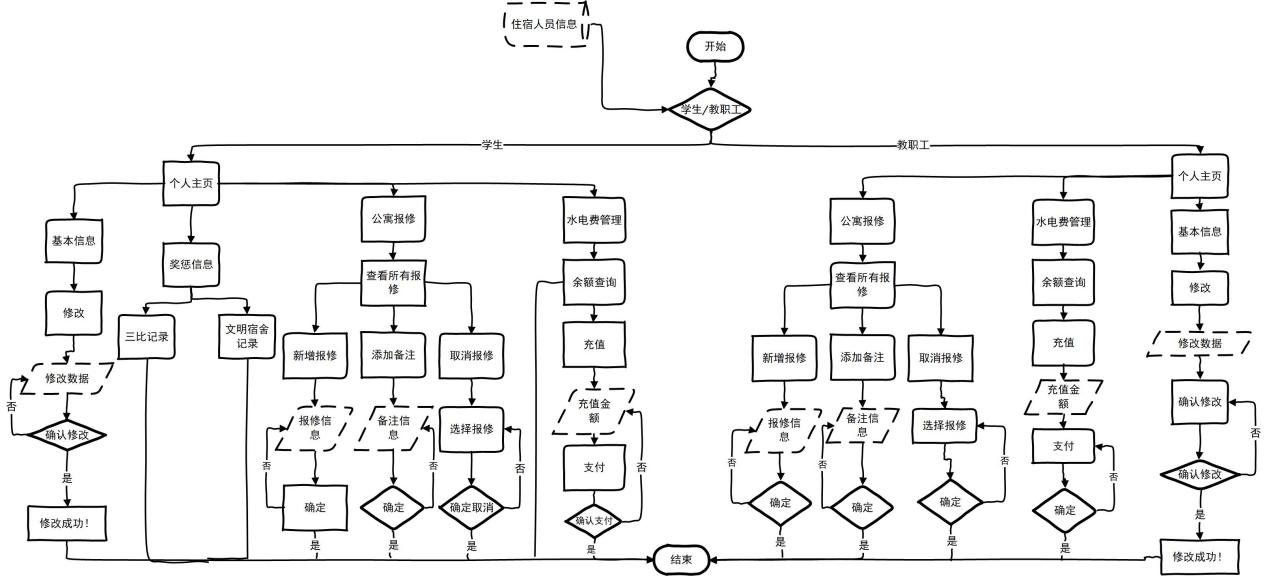 住宿人员信息
开始
学生/教职工
学生
教职工
个人主页
个人主页
基本信息
奖惩信息
公寓报修
水电费管理
公寓报修
水电费管理
基本信息
修改
三比记录
文明宿舍
记录
查看所有报
修
余额查询
查看所有报
修
余额查询
修改
新增报修
添加备注
取消报修
充值
新增报修
添加备注
取消报修
充值
修改数据
修改数据
否
报修信
息
备注信
息
选择报修
充值金
额
报修信
息
备注信
息
选择报修
充值金
额
确认修改
确认修改
否
否
否
否
支付
否
否
否
否
支付
否
否
确认修改
是
确定
确定
确定取消
确认支付
确定
确定
确定
确定
是
修改成功！
是
是
是
是
是
是
是
是
修改成功！
结束